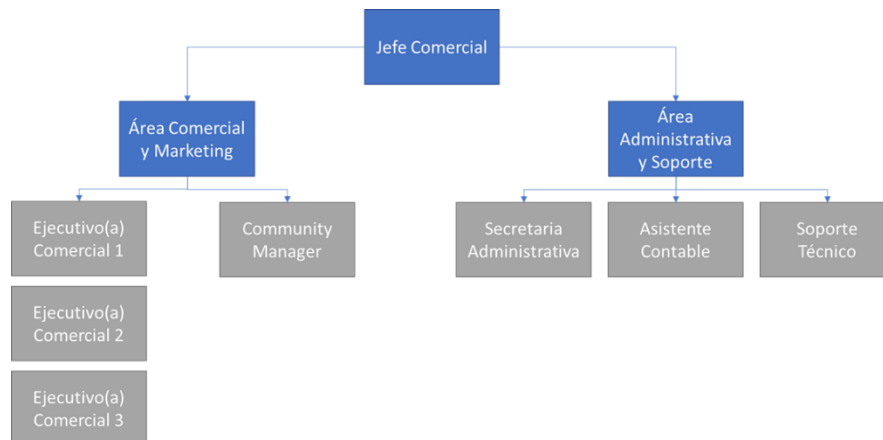 Jefe Comercial
Área Comercial
y Marketing
Área
Administrativa
y Soporte
Ejecutivo(a)
Comercial 1
Community
Manager
Secretaria
Administrativa
Asistente
Contable
Soporte
Técnico
Ejecutivo(a)
Comercial 2
Ejecutivo(a)
Comercial 3